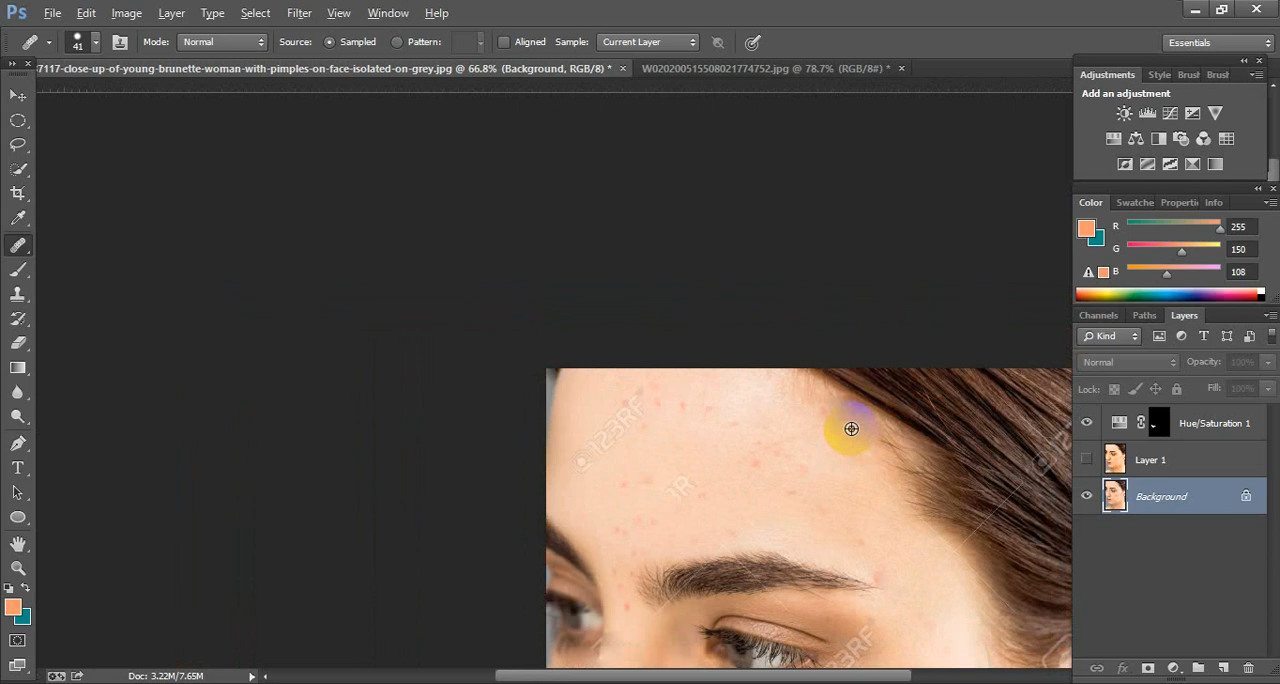 Ps File Edit Image Layer Type Select Filter View Window Help
41 Mode: Normal Source: Sampled Pattern: Aligned Sample: Current Layer Essentials
7117-close-up-of-young-brunette-woman-with-pimples-on-face-isolated-on-grey.jpg @ 66.8% (Background, RGB/8) * × W020200515508021774752.jpg @ 78.7% (RGB/8#) * ×
Adjustments Style Brush Brush
Add an adjustment
Color Swatche Properti Info
R 255
G 150
B 108
Channels Paths Layers
Kind
Normal Opacity: 100%
Lock: Fill: 100%
Hue/Saturation 1
Layer 1
Background
123RF
Doc: 3.22M/7.65M